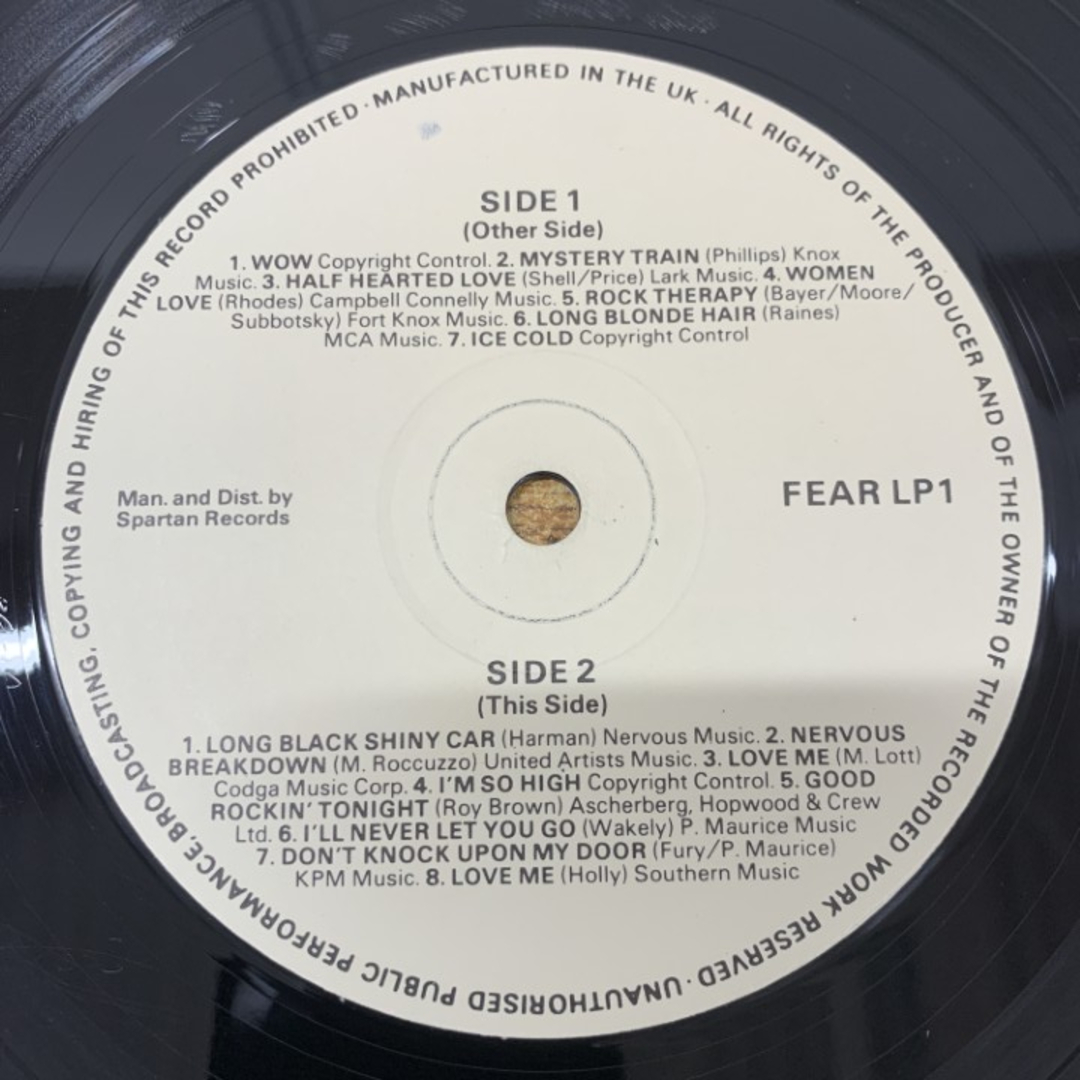 BROADCASTING, COPYING AND HIRING OF THIS RECORD PROHIBITED · MANUFACTURED IN THE UK · ALL RIGHTS OF THE PRODUCER AND OF THE OWNER OF THE RECORDED WORK RESERVED · UNAUTHORISED PUBLIC PERFORMANCE,
SIDE 1
(Other Side)
1. WOW Copyright Control. 2. MYSTERY TRAIN (Phillips) Knox
Music. 3. HALF HEARTED LOVE (Shell/Price) Lark Music. 4. WOMEN
LOVE (Rhodes) Campbell Connelly Music. 5. ROCK THERAPY (Bayer/Moore/
Subbotsky) Fort Knox Music. 6. LONG BLONDE HAIR (Raines)
MCA Music. 7. ICE COLD Copyright Control
Man. and Dist. by
Spartan Records
FEAR LP1
SIDE 2
(This Side)
1. LONG BLACK SHINY CAR (Harman) Nervous Music. 2. NERVOUS
BREAKDOWN (M. Roccuzzo) United Artists Music. 3. LOVE ME (M. Lott)
Codga Music Corp. 4. I'M SO HIGH Copyright Control. 5. GOOD
ROCKIN' TONIGHT (Roy Brown) Ascherberg, Hopwood & Crew
Ltd. 6. I'LL NEVER LET YOU GO (Wakely) P. Maurice Music
7. DON'T KNOCK UPON MY DOOR (Fury/P. Maurice)
KPM Music. 8. LOVE ME (Holly) Southern Music